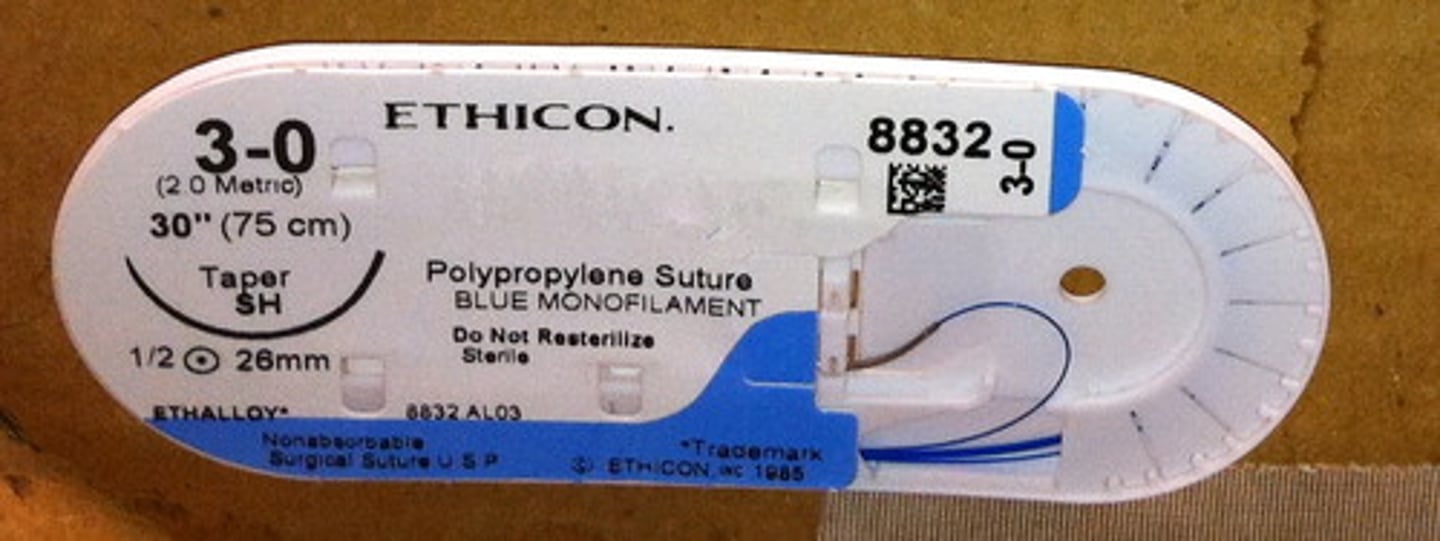 ETHICON.
3-0
(2 0 Metric)
30" (75 cm)
Taper
SH
1/2 26mm
ETHALLOY*
8832 AL03
Polypropylene Suture
BLUE MONOFILAMENT
Do Not Resterilize
Sterile
8832
3-0
Nonabsorbable
Surgical Suture U S P
*Trademark
© ETHICON, INC 1985